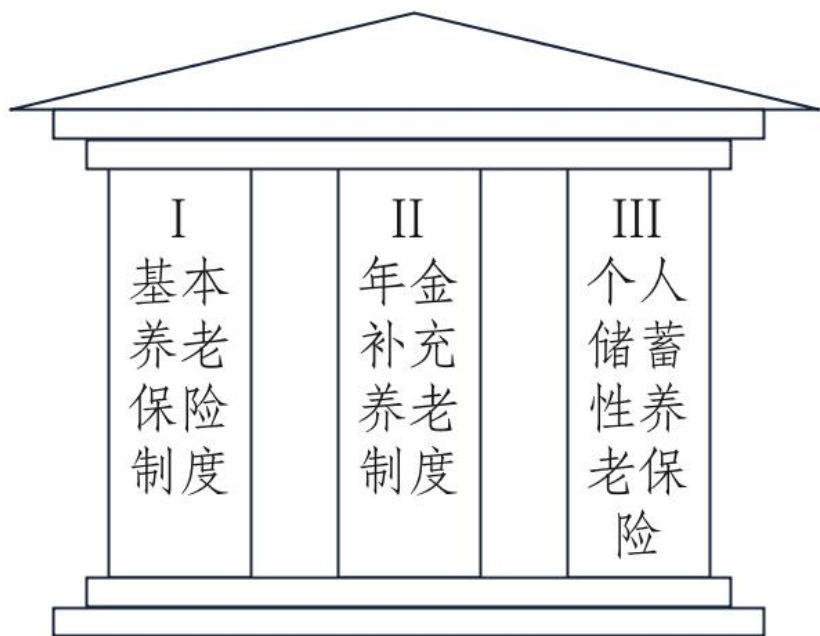 I
基本
养老
保险
制度
II
年金
补充
养老
制度
III
个人
储蓄
性养
老保
险